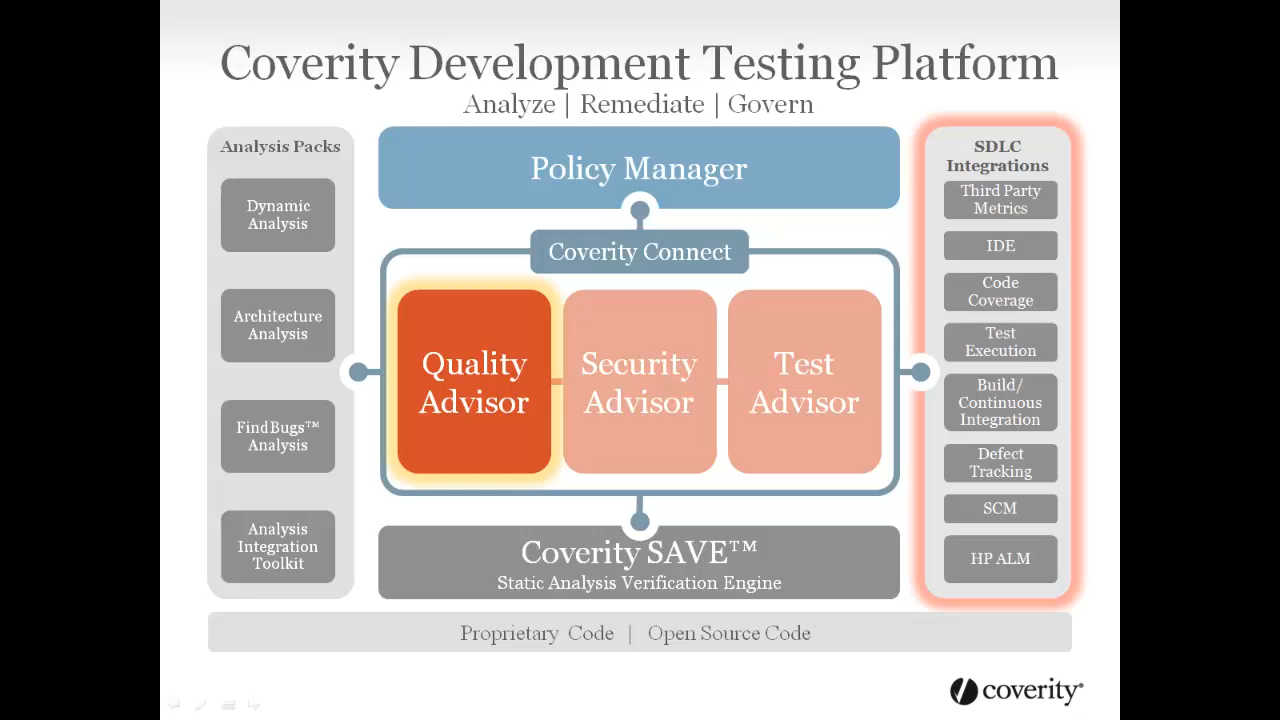 Coverity Development Testing Platform
Analyze | Remediate | Govern
Analysis Packs
Dynamic
Analysis
Architecture
Analysis
FindBugs™
Analysis
Analysis
Integration
Toolkit
Policy Manager
Coverity Connect
Quality
Advisor
Security
Advisor
Test
Advisor
Coverity SAVE™
Static Analysis Verification Engine
SDLC
Integrations
Third Party
Metrics
IDE
Code
Coverage
Test
Execution
Build/
Continuous
Integration
Defect
Tracking
SCM
HP ALM
Proprietary Code | Open Source Code
coverity®